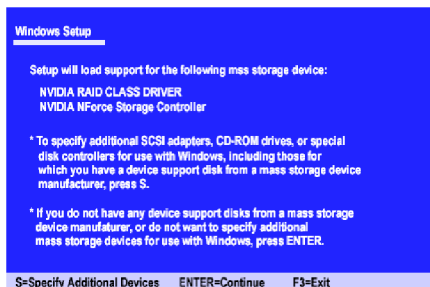 Windows Setup
Setup will load support for the following mss storage device:
NVIDIA RAID CLASS DRIVER
NVIDIA NForce Storage Controller
* To specify additional SCSI adapters, CD-ROM drives, or special
disk controllers for use with Windows, including those for
which you have a device support disk from a mass storage device
manufacturer, press S.
* If you do not have any device support disks from a mass storage
device manufaturer, or do not want to specify additional
mass storage devices for use with Windows, press ENTER.
S=Specify Additional Devices ENTER=Continue F3=Exit